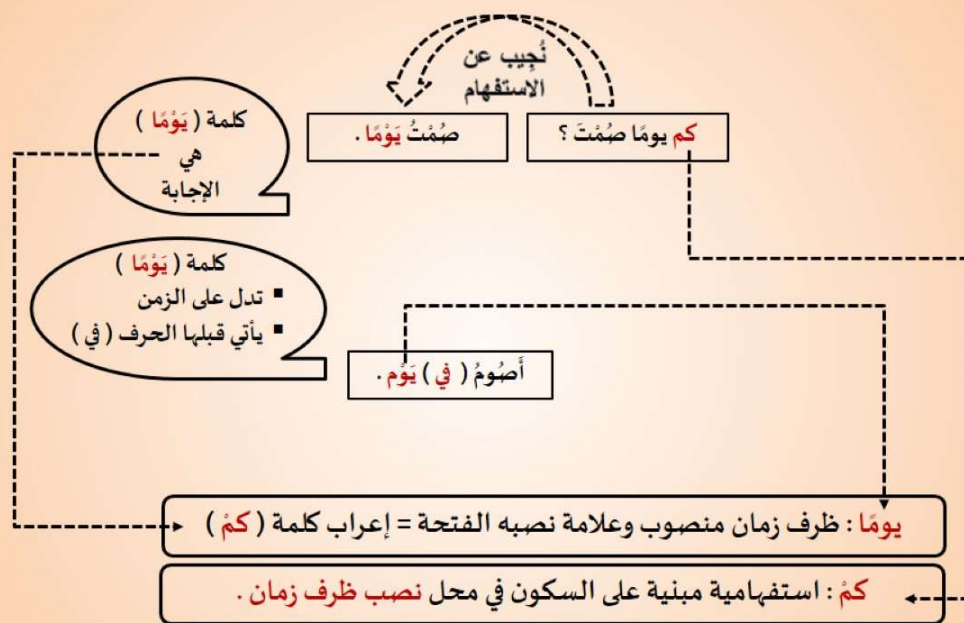 نُجِيب عن
الاستفهام
كم يومًا صُمْتَ ؟
صُمْتُ يَوْمًا .
كلمة ( يَوْمًا )
هي
الإجابة
كلمة ( يَوْمًا )
▪ تدل على الزمن
▪ يأتي قبلها الحرف ( في )
أَصُومُ ( في ) يَوْم .
يومًا : ظرف زمان منصوب وعلامة نصبه الفتحة = إعراب كلمة ( كمْ )
كمْ : استفهامية مبنية على السكون في محل نصب ظرف زمان .